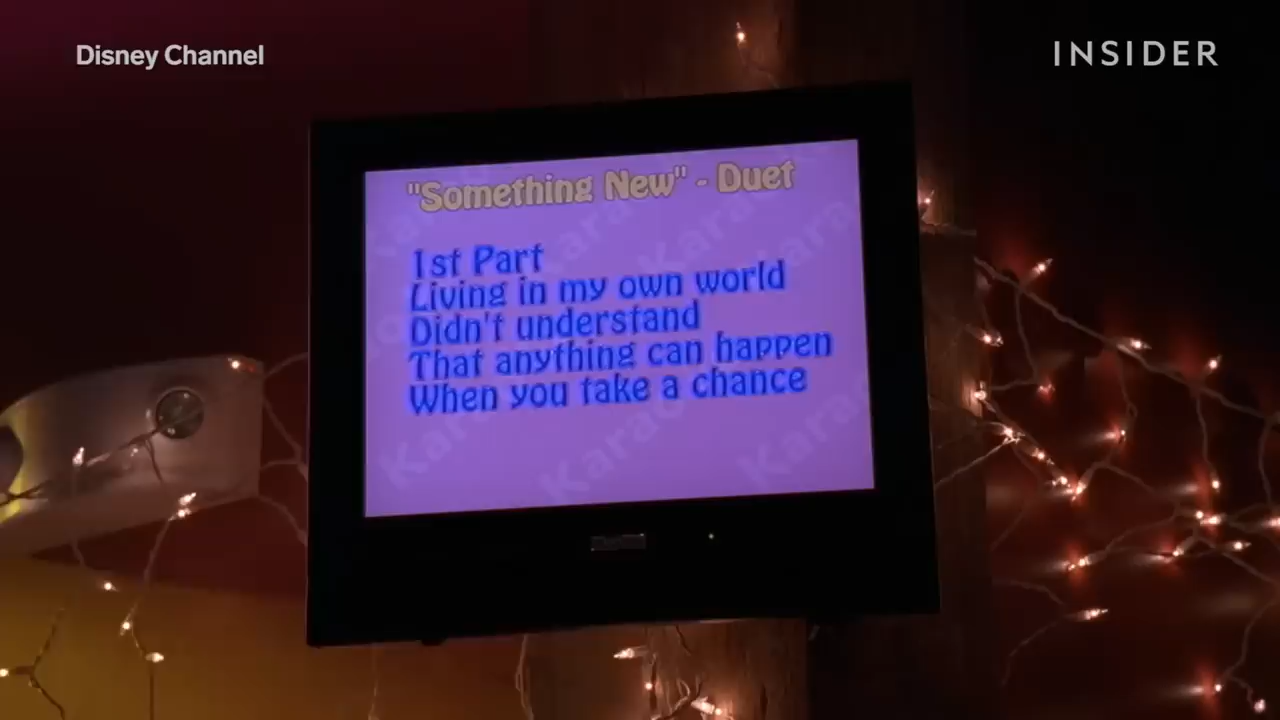 Disney Channel
INSIDER
"Something New" - Duet
1st Part
Living in my own world
Didn't understand
That anything can happen
When you take a chance